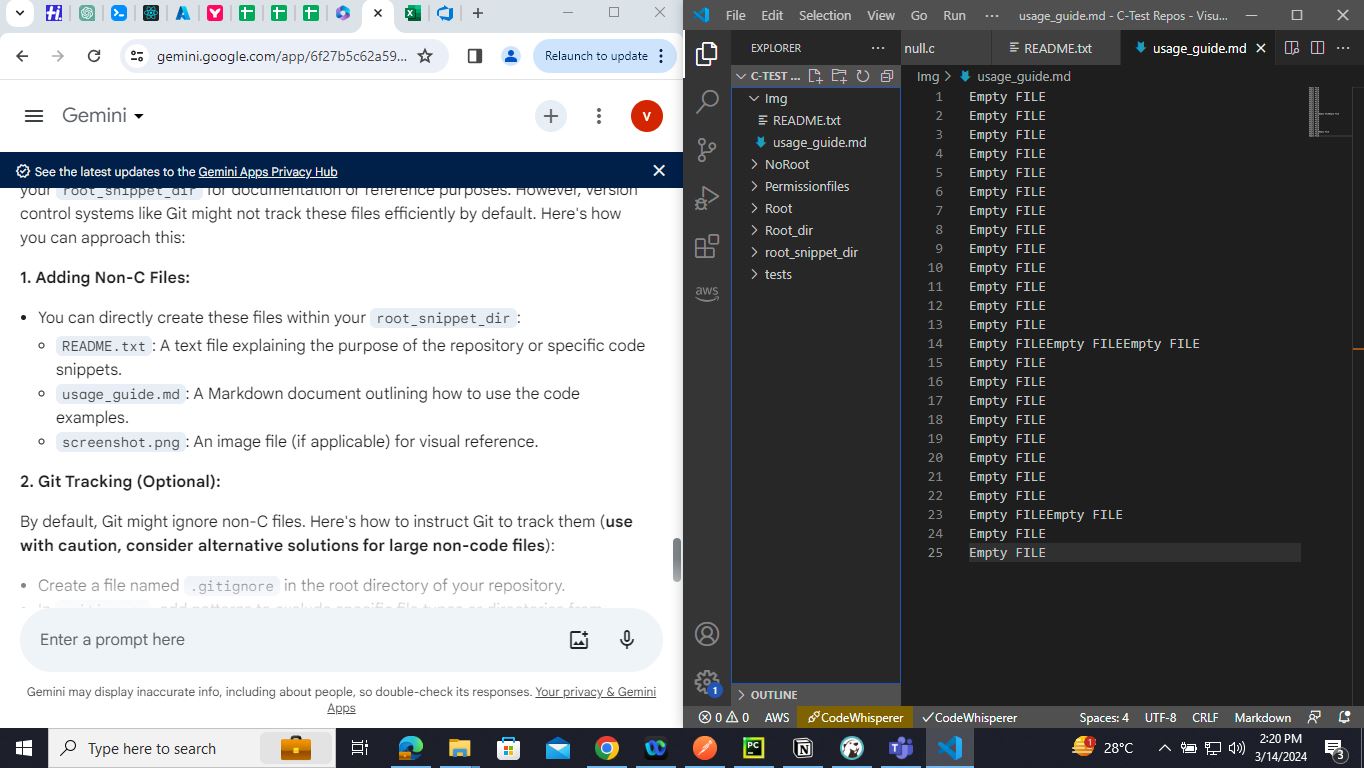 gemini.google.com/app/6f27b5c62a59...
Relaunch to update
Gemini
V
See the latest updates to the Gemini Apps Privacy Hub
your root_snippet_dir for documentation or reference purposes. However, version
control systems like Git might not track these files efficiently by default. Here's how
you can approach this:
1. Adding Non-C Files:
You can directly create these files within your root_snippet_dir:
README.txt: A text file explaining the purpose of the repository or specific code
snippets.
usage_guide.md: A Markdown document outlining how to use the code
examples.
screenshot.png: An image file (if applicable) for visual reference.
2. Git Tracking (Optional):
By default, Git might ignore non-C files. Here's how to instruct Git to track them (use
with caution, consider alternative solutions for large non-code files):
Create a file named .gitignore in the root directory of your repository.
Enter a prompt here
Gemini may display inaccurate info, including about people, so double-check its responses. Your privacy & Gemini
Apps
File Edit Selection View Go Run ... usage_guide.md - C-Test Repos - Visu...
EXPLORER ...
null.c README.txt usage_guide.md
C-TEST ...
Img
README.txt
usage_guide.md
NoRoot
Permissionfiles
Root
Root_dir
root_snippet_dir
tests
aws
OUTLINE
Img > usage_guide.md
1 Empty FILE
2 Empty FILE
3 Empty FILE
4 Empty FILE
5 Empty FILE
6 Empty FILE
7 Empty FILE
8 Empty FILE
9 Empty FILE
10 Empty FILE
11 Empty FILE
12 Empty FILE
13 Empty FILE
14 Empty FILEEmpty FILEEmpty FILE
15 Empty FILE
16 Empty FILE
17 Empty FILE
18 Empty FILE
19 Empty FILE
20 Empty FILE
21 Empty FILE
22 Empty FILE
23 Empty FILEEmpty FILE
24 Empty FILE
25 Empty FILE
1
0 0 AWS CodeWhisperer CodeWhisperer Spaces: 4 UTF-8 CRLF Markdown
Type here to search
PC
1
28°C
2:20 PM
3/14/2024
3